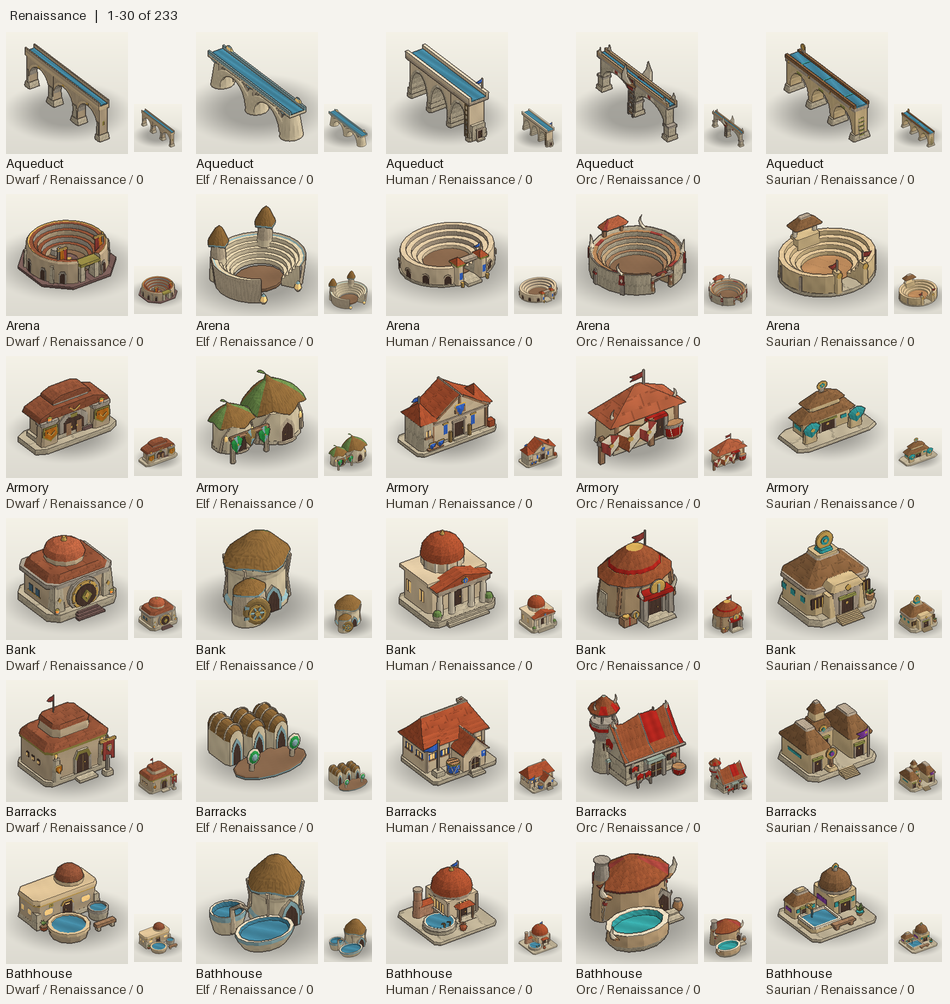 Renaissance | 1-30 of 233
Aqueduct
Dwarf / Renaissance / 0
Aqueduct
Elf / Renaissance / 0
Aqueduct
Human / Renaissance / 0
Aqueduct
Orc / Renaissance / 0
Aqueduct
Saurian / Renaissance / 0
Arena
Dwarf / Renaissance / 0
Arena
Elf / Renaissance / 0
Arena
Human / Renaissance / 0
Arena
Orc / Renaissance / 0
Arena
Saurian / Renaissance / 0
Armory
Dwarf / Renaissance / 0
Armory
Elf / Renaissance / 0
Armory
Human / Renaissance / 0
Armory
Orc / Renaissance / 0
Armory
Saurian / Renaissance / 0
Bank
Dwarf / Renaissance / 0
Bank
Elf / Renaissance / 0
Bank
Human / Renaissance / 0
Bank
Orc / Renaissance / 0
Bank
Saurian / Renaissance / 0
Barracks
Dwarf / Renaissance / 0
Barracks
Elf / Renaissance / 0
Barracks
Human / Renaissance / 0
Barracks
Orc / Renaissance / 0
Barracks
Saurian / Renaissance / 0
Bathhouse
Dwarf / Renaissance / 0
Bathhouse
Elf / Renaissance / 0
Bathhouse
Human / Renaissance / 0
Bathhouse
Orc / Renaissance / 0
Bathhouse
Saurian / Renaissance / 0